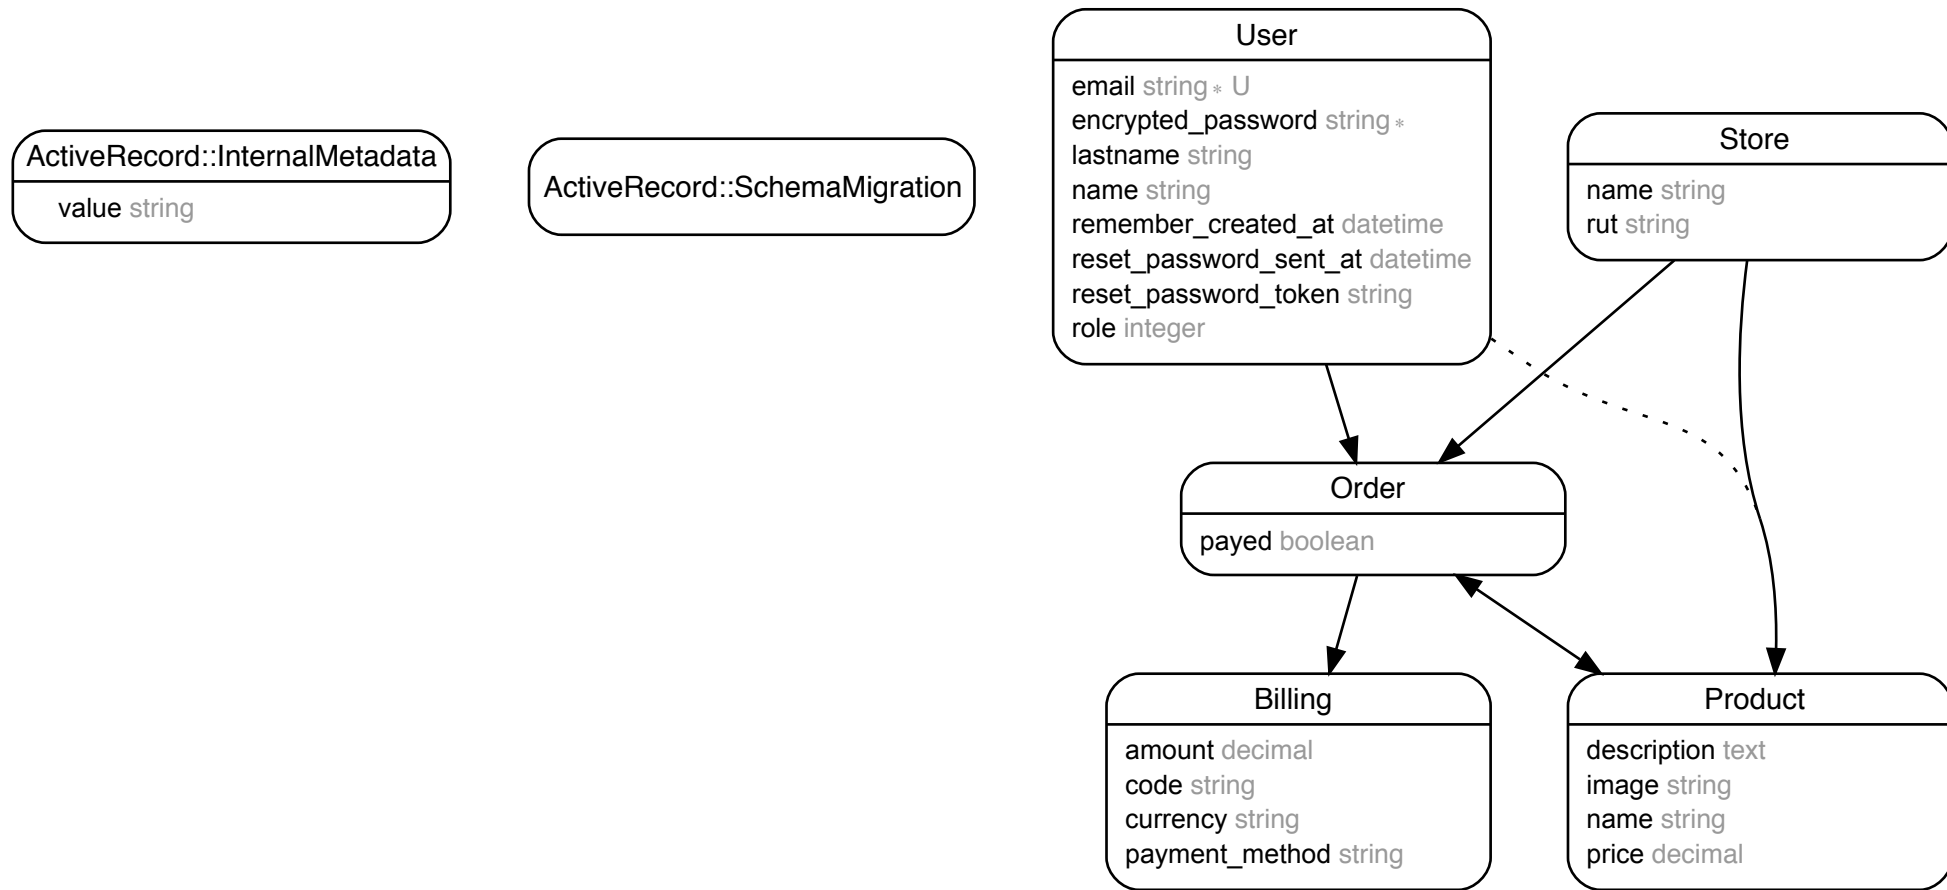 ActiveRecord::InternalMetadata
value string
ActiveRecord::SchemaMigration
User
email string * U
encrypted_password string *
lastname string
name string
remember_created_at datetime
reset_password_sent_at datetime
reset_password_token string
role integer
Store
name string
rut string
Order
payed boolean
Billing
amount decimal
code string
currency string
payment_method string
Product
description text
image string
name string
price decimal